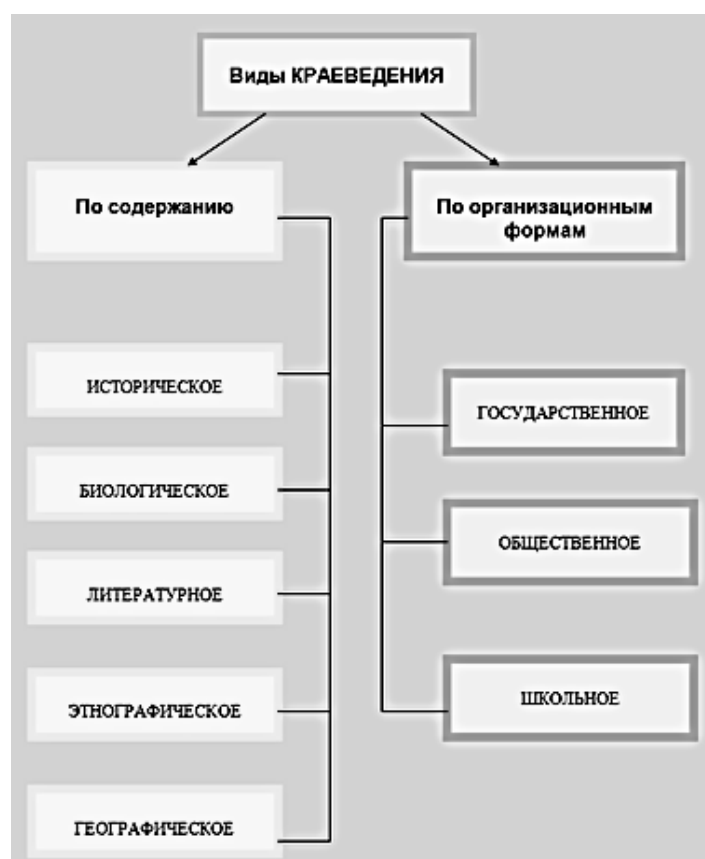 Виды КРАЕВЕДЕНИЯ
По содержанию
ИСТОРИЧЕСКОЕ
БИОЛОГИЧЕСКОЕ
ЛИТЕРАТУРНОЕ
ЭТНОГРАФИЧЕСКОЕ
ГЕОГРАФИЧЕСКОЕ
По организационным
формам
ГОСУДАРСТВЕННОЕ
ОБЩЕСТВЕННОЕ
ШКОЛЬНОЕ